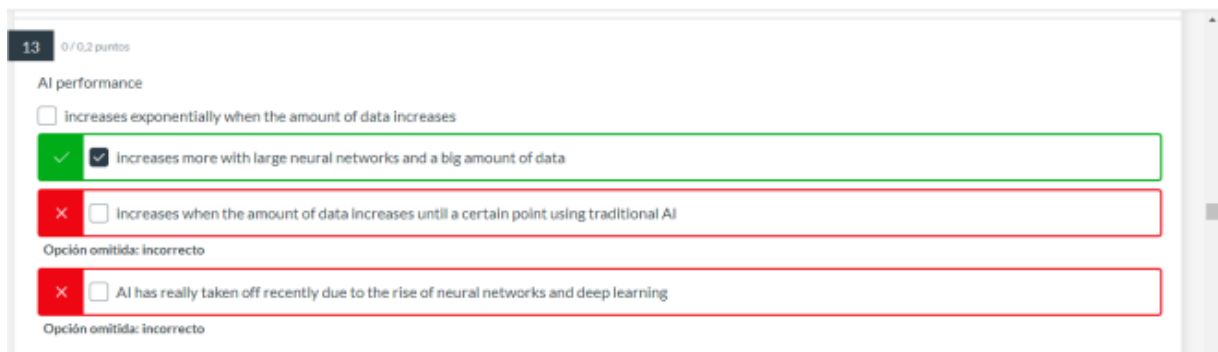 13 0 / 0,2 puntos
AI performance
increases exponentially when the amount of data increases
increases more with large neural networks and a big amount of data
increases when the amount of data increases until a certain point using traditional AI
Opción omitida: incorrecto
AI has really taken off recently due to the rise of neural networks and deep learning
Opción omitida: incorrecto